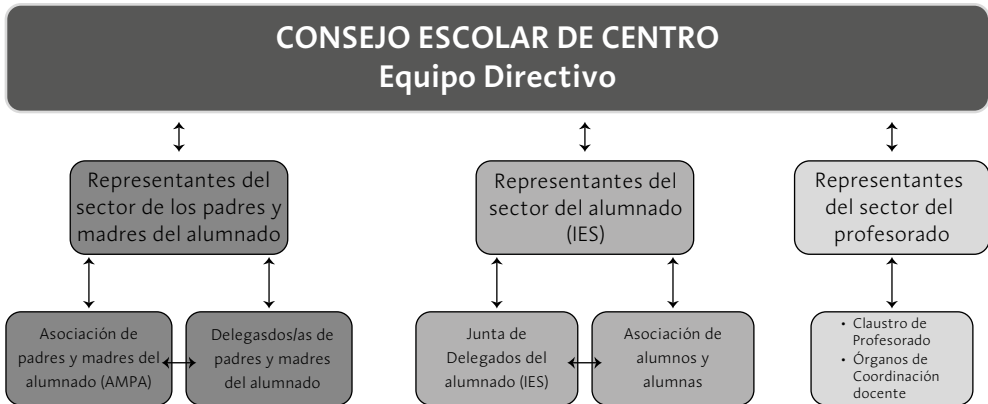 CONSEJO ESCOLAR DE CENTRO
Equipo Directivo
Representantes del
sector de los padres y
madres del alumnado
Representantes del
sector del alumnado
(IES)
Representantes
del sector del
profesorado
Asociación de
padres y madres del
alumnado (AMPA)
Delegasdos/as de
padres y madres
del alumnado
Junta de
Delegados del
alumnado (IES)
Asociación de
alumnos y
alumnas
• Claustro de
Profesorado
• Órganos de
Coordinación
docente